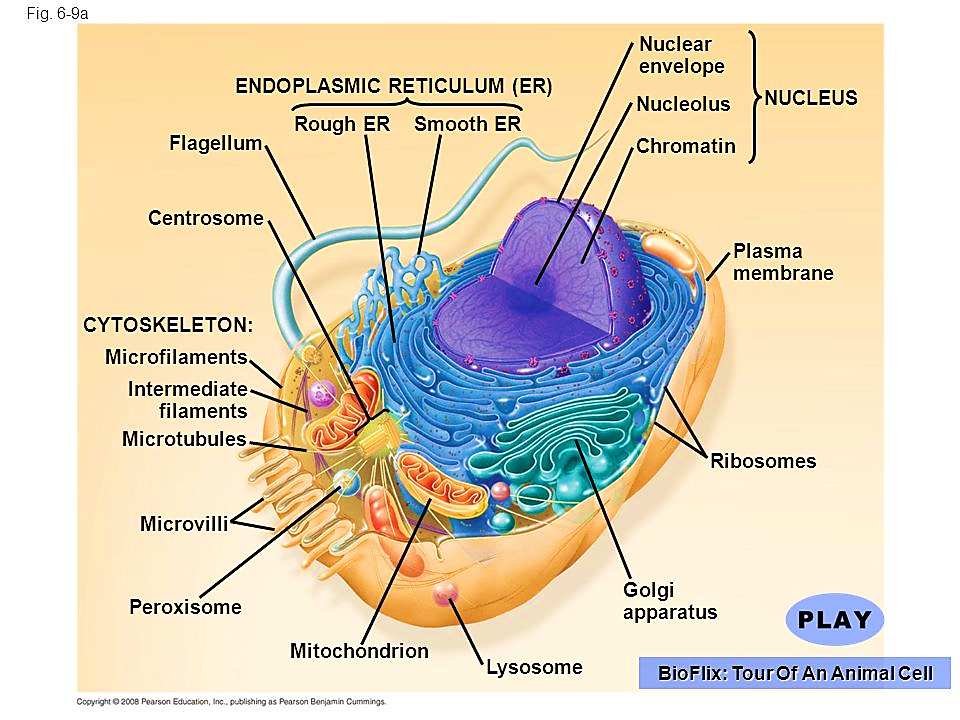 Fig. 6-9a
Nuclear
envelope
ENDOPLASMIC RETICULUM (ER)
NUCLEUS
Nucleolus
Rough ER
Smooth ER
Flagellum
Chromatin
Centrosome
Plasma
membrane
CYTOSKELETON:
Microfilaments
Intermediate
filaments
Microtubules
Ribosomes
Microvilli
Golgi
apparatus
Peroxisome
PLAY
Mitochondrion
Lysosome
BioFlix: Tour Of An Animal Cell
Copyright © 2008 Pearson Education, Inc., publishing as Pearson Benjamin Cummings.